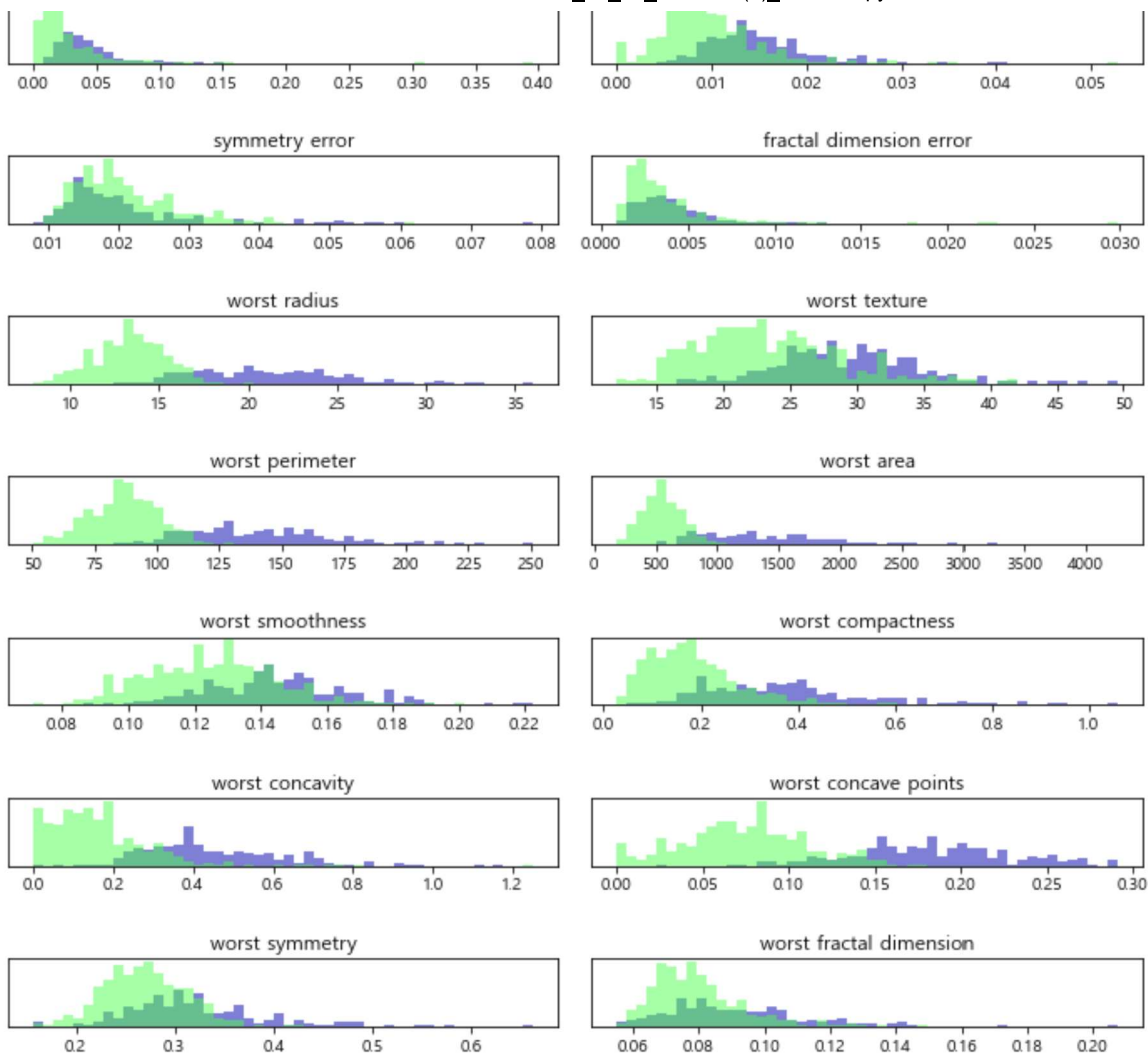 0.00 0.05 0.10 0.15 0.20 0.25 0.30 0.35 0.40
0.00 0.01 0.02 0.03 0.04 0.05
symmetry error
fractal dimension error
0.01 0.02 0.03 0.04 0.05 0.06 0.07 0.08
0.000 0.005 0.010 0.015 0.020 0.025 0.030
worst radius
worst texture
10 15 20 25 30 35
15 20 25 30 35 40 45 50
worst perimeter
worst area
50 75 100 125 150 175 200 225 250
0 500 1000 1500 2000 2500 3000 3500 4000
worst smoothness
worst compactness
0.08 0.10 0.12 0.14 0.16 0.18 0.20 0.22
0.0 0.2 0.4 0.6 0.8 1.0
worst concavity
worst concave points
0.0 0.2 0.4 0.6 0.8 1.0 1.2
0.00 0.05 0.10 0.15 0.20 0.25 0.30
worst symmetry
worst fractal dimension
0.2 0.3 0.4 0.5 0.6
0.06 0.08 0.10 0.12 0.14 0.16 0.18 0.20